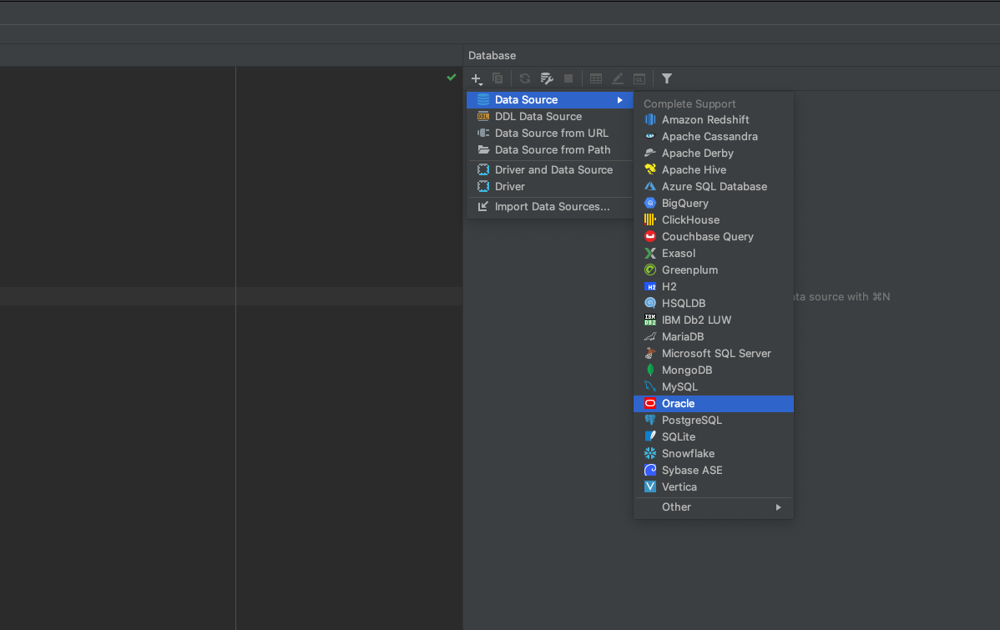 Database
Data Source
DDL Data Source
Data Source from URL
Data Source from Path
Driver and Data Source
Driver
Import Data Sources...
Complete Support
Amazon Redshift
Apache Cassandra
Apache Derby
Apache Hive
Azure SQL Database
BigQuery
ClickHouse
Couchbase Query
Exasol
Greenplum
H2
HSQLDB
IBM Db2 LUW
MariaDB
Microsoft SQL Server
MongoDB
MySQL
Oracle
PostgreSQL
SQLite
Snowflake
Sybase ASE
Vertica
Other
source with ⌘N